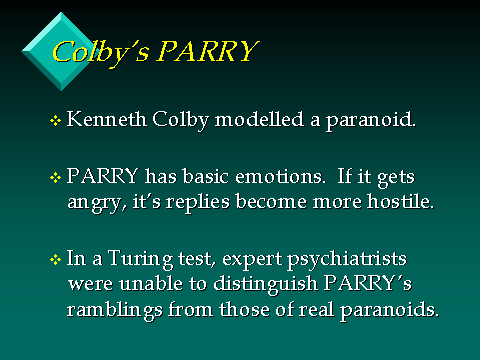 Colby's PARRY
Kenneth Colby modelled a paranoid.
PARRY has basic emotions. If it gets
angry, it's replies become more hostile.
In a Turing test, expert psychiatrists
were unable to distinguish PARRY's
ramblings from those of real paranoids.